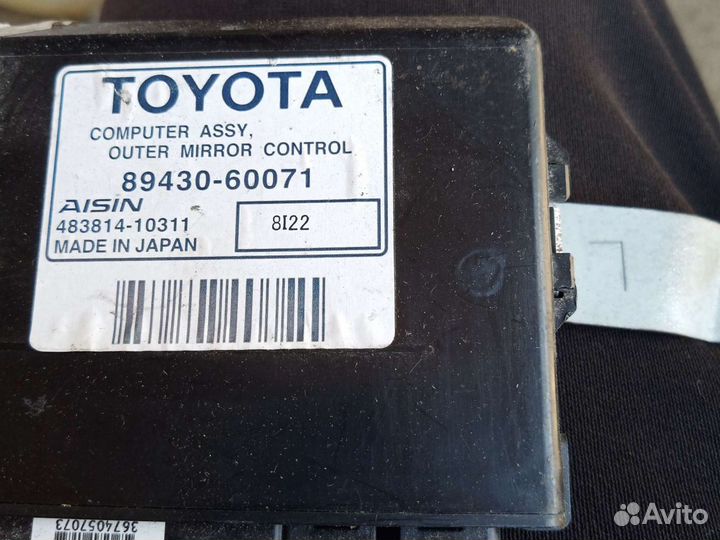 TOYOTA
COMPUTER ASSY,
OUTER MIRROR CONTROL
89430-60071
AISIN
483814-10311
8I22
MADE IN JAPAN
L
3674057073
Avito